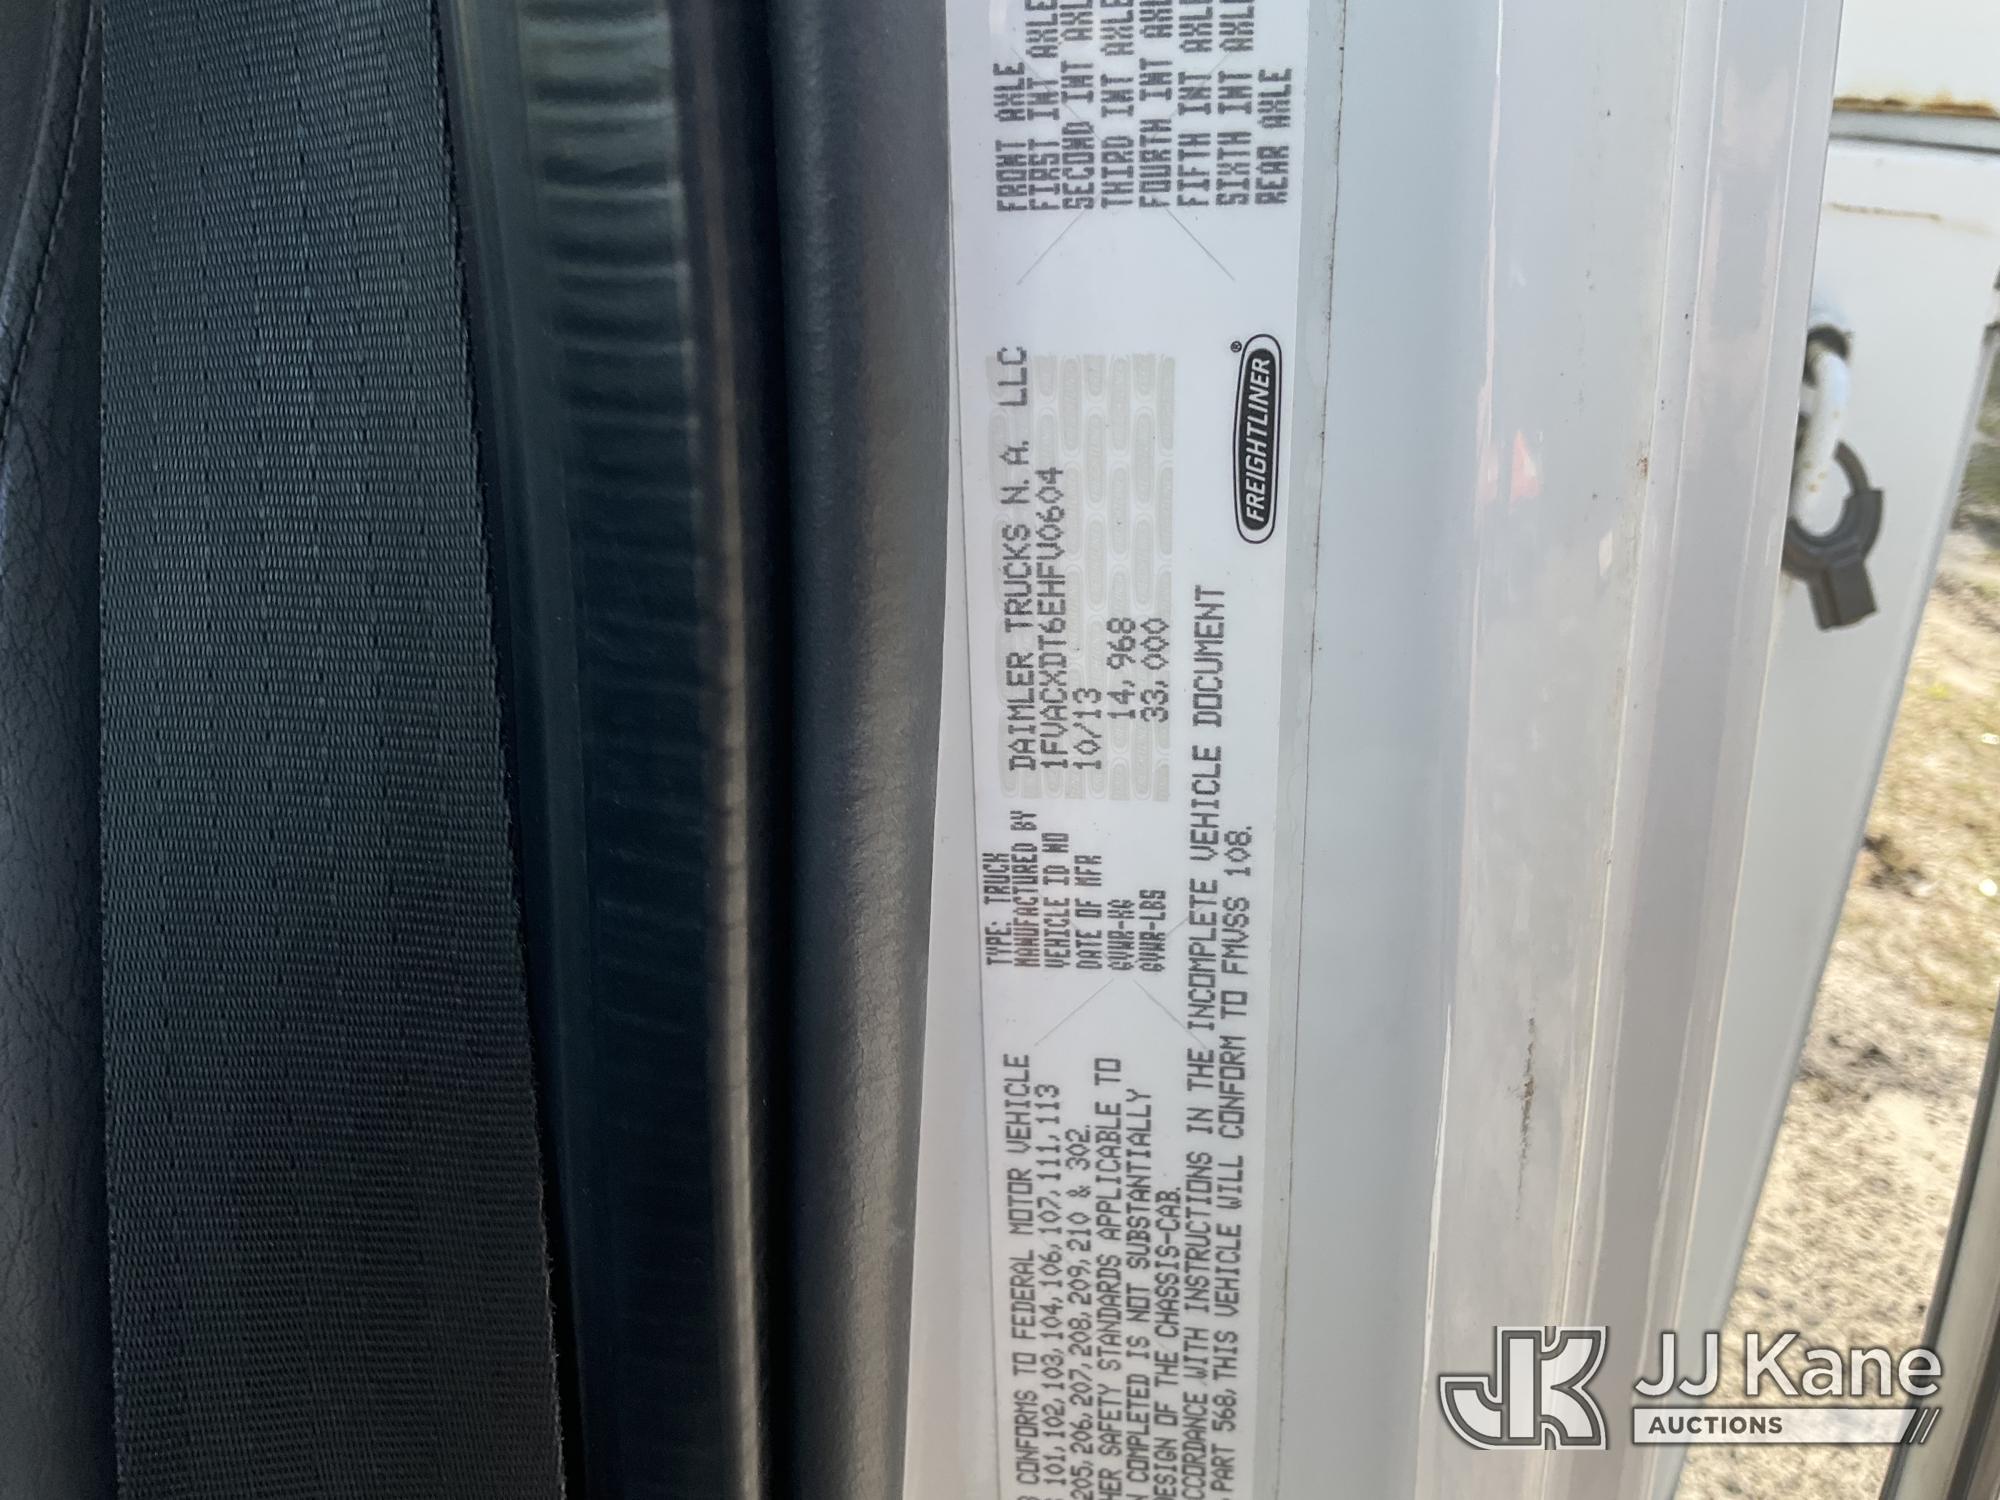 CONFORMS TO FEDERAL MOTOR VEHICLE
101, 102, 103, 104, 106, 107, 111, 113
205, 206, 207, 208, 209, 210 & 302.
SAFETY STANDARDS APPLICABLE TO
COMPLETED IS NOT SUBSTANTIALLY
DESIGN OF THE CHASSIS-CAB.
WITH INSTRUCTIONS IN THE INCOMPLETE VEHICLE DOCUMENT
PART 568, THIS VEHICLE WILL CONFORM TO FMVSS 108.
TYPE: TRUCK
MANUFACTURED BY DAIMLER TRUCKS N. A. LLC
VEHICLE ID NO 1FVACXDT6EHFV0604
DATE OF MFR 10/13
GVWR-KG 14,968
GVWR-LBS 33,000
FREIGHTLINER®
FRONT AXLE
FIRST INT AXLE
SECOND INT AXLE
THIRD INT AXLE
FOURTH INT AXLE
FIFTH INT AXLE
SIXTH INT AXLE
REAR AXLE
JK JJ Kane
AUCTIONS